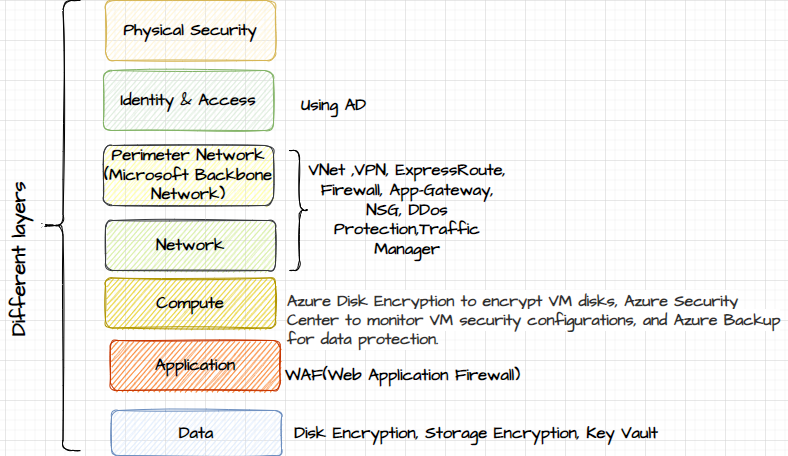 Different layers
Physical Security
Identity & Access
Using AD
Perimeter Network
(Microsoft Backbone
Network)
VNet ,VPN, ExpressRoute,
Firewall, App-Gateway,
NSG, DDos
Protection,Traffic
Manager
Network
Compute
Azure Disk Encryption to encrypt VM disks, Azure Security
Center to monitor VM security configurations, and Azure Backup
for data protection.
Application
WAF(Web Application Firewall)
Data
Disk Encryption, Storage Encryption, Key Vault